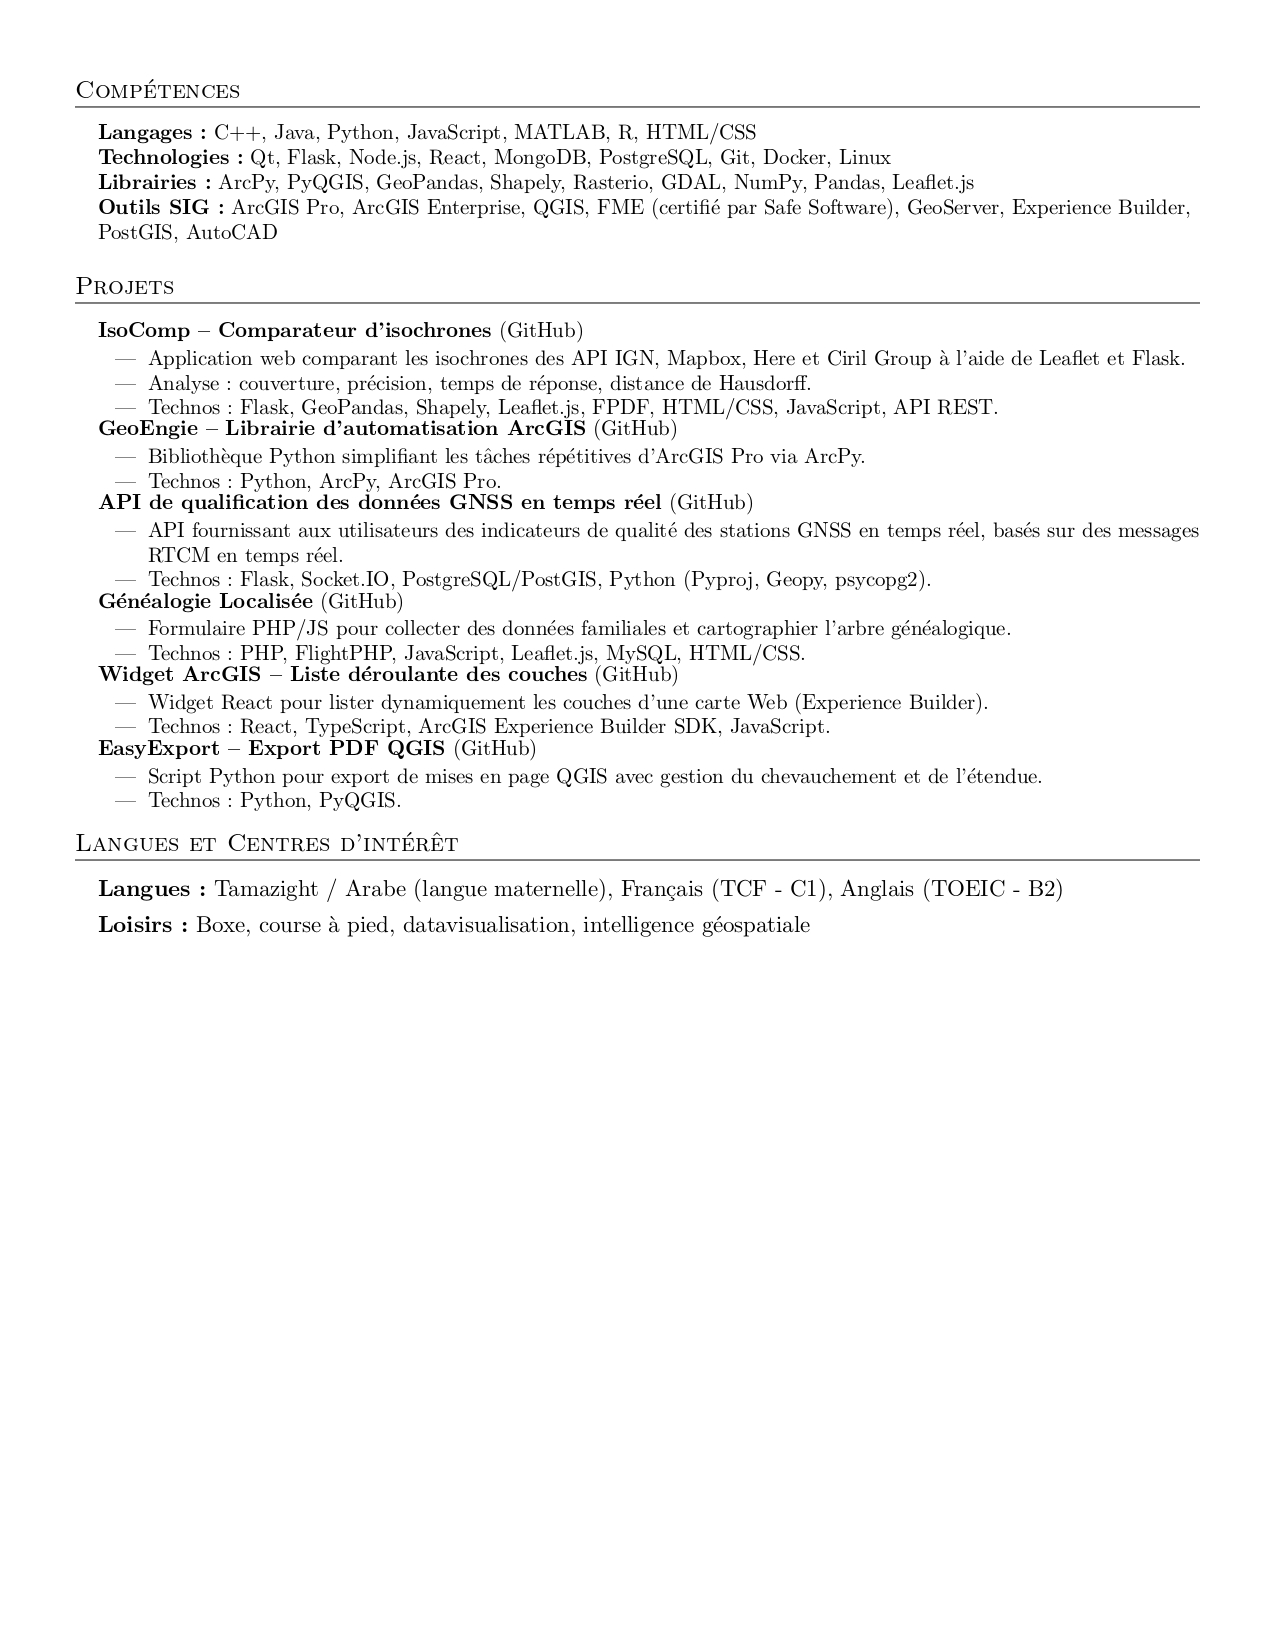 Compétences
Langages : C++, Java, Python, JavaScript, MATLAB, R, HTML/CSS
Technologies : Qt, Flask, Node.js, React, MongoDB, PostgreSQL, Git, Docker, Linux
Librairies : ArcPy, PyQGIS, GeoPandas, Shapely, Rasterio, GDAL, NumPy, Pandas, Leaflet.js
Outils SIG : ArcGIS Pro, ArcGIS Enterprise, QGIS, FME (certifié par Safe Software), GeoServer, Experience Builder,
PostGIS, AutoCAD
Projets
IsoComp – Comparateur d'isochrones (GitHub)
— Application web comparant les isochrones des API IGN, Mapbox, Here et Ciril Group à l'aide de Leaflet et Flask.
— Analyse : couverture, précision, temps de réponse, distance de Hausdorff.
— Technos : Flask, GeoPandas, Shapely, Leaflet.js, FPDF, HTML/CSS, JavaScript, API REST.
GeoEngie – Librairie d'automatisation ArcGIS (GitHub)
— Bibliothèque Python simplifiant les tâches répétitives d'ArcGIS Pro via ArcPy.
— Technos : Python, ArcPy, ArcGIS Pro.
API de qualification des données GNSS en temps réel (GitHub)
— API fournissant aux utilisateurs des indicateurs de qualité des stations GNSS en temps réel, basés sur des messages
RTCM en temps réel.
— Technos : Flask, Socket.IO, PostgreSQL/PostGIS, Python (Pyproj, Geopy, psycopg2).
Généalogie Localisée (GitHub)
— Formulaire PHP/JS pour collecter des données familiales et cartographier l'arbre généalogique.
— Technos : PHP, FlightPHP, JavaScript, Leaflet.js, MySQL, HTML/CSS.
Widget ArcGIS – Liste déroulante des couches (GitHub)
— Widget React pour lister dynamiquement les couches d'une carte Web (Experience Builder).
— Technos : React, TypeScript, ArcGIS Experience Builder SDK, JavaScript.
EasyExport – Export PDF QGIS (GitHub)
— Script Python pour export de mises en page QGIS avec gestion du chevauchement et de l'étendue.
— Technos : Python, PyQGIS.
Langues et Centres d'intérêt
Langues : Tamazight / Arabe (langue maternelle), Français (TCF - C1), Anglais (TOEIC - B2)
Loisirs : Boxe, course à pied, datavisualisation, intelligence géospatiale